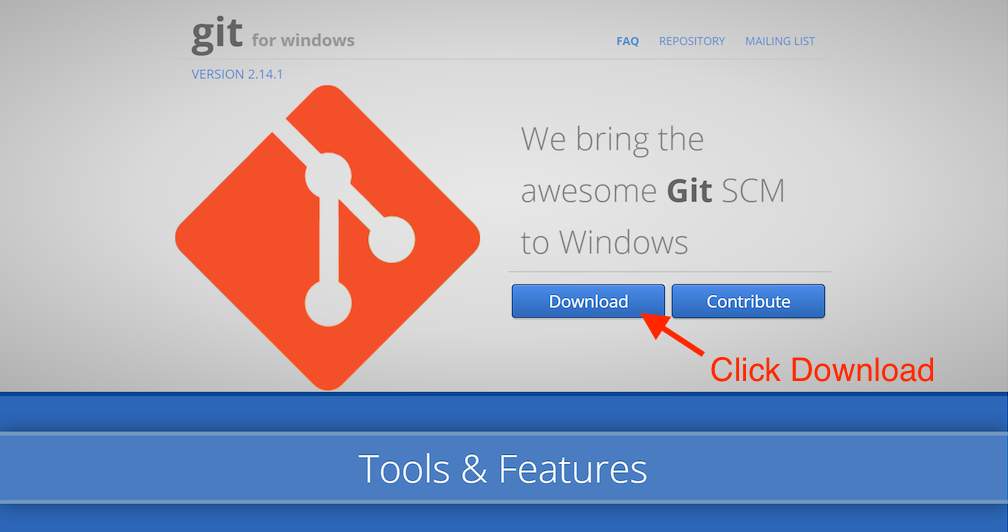 git for windows
FAQ REPOSITORY MAILING LIST
VERSION 2.14.1
We bring the
awesome Git SCM
to Windows
Download Contribute
Click Download
Tools & Features